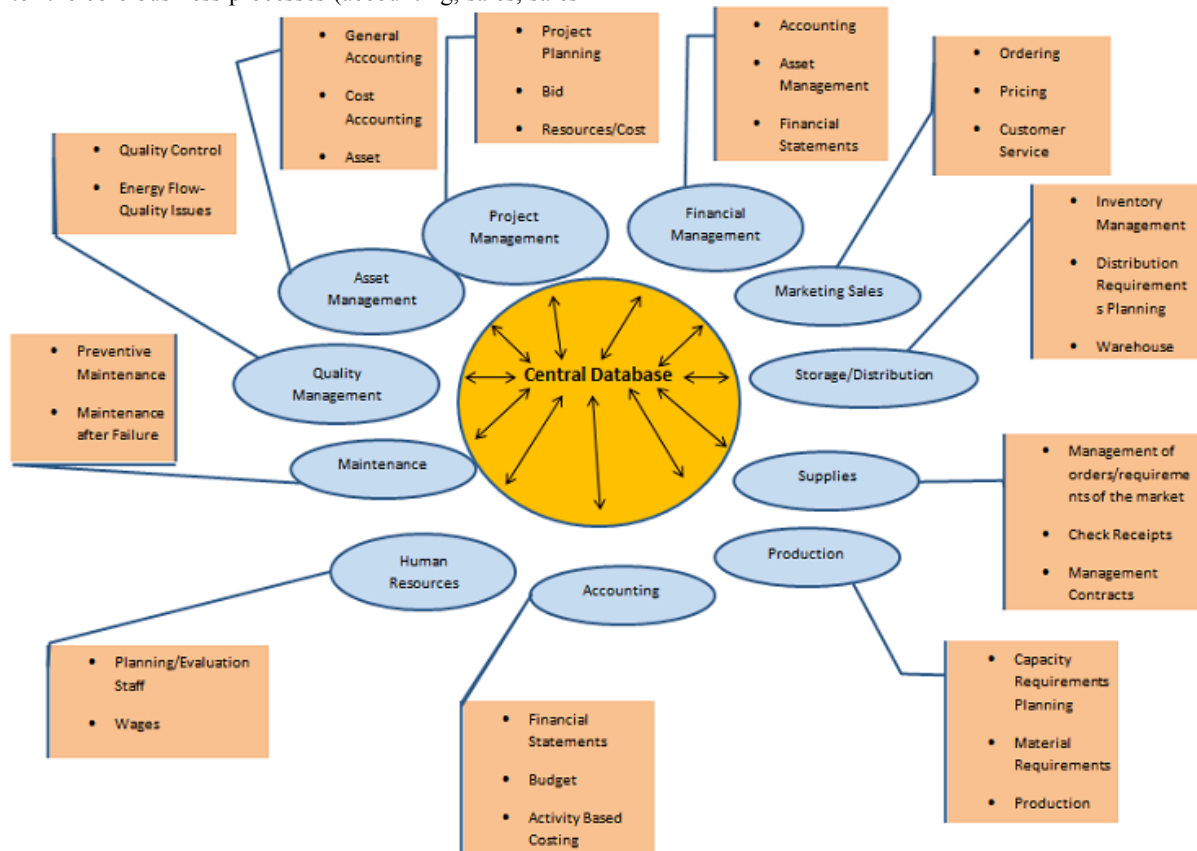 General
Accounting
Cost
Accounting
Asset
Project
Planning
Bid
Resources/Cost
Accounting
Asset
Management
Financial
Statements
Ordering
Pricing
Customer
Service
Quality Control
Energy Flow-
Quality Issues
Inventory
Management
Distribution
Requirement
s Planning
Warehouse
Project
Management
Financial
Management
Asset
Management
Marketing Sales
Preventive
Maintenance
Maintenance
after Failure
Quality
Management
Central Database
Storage/Distribution
Maintenance
Supplies
Management of
orders/requireme
nts of the market
Check Receipts
Management
Contracts
Human
Resources
Accounting
Production
Planning/Evaluation
Staff
Wages
Financial
Statements
Budget
Activity Based
Costing
Capacity
Requirements
Planning
Material
Requirements
Production